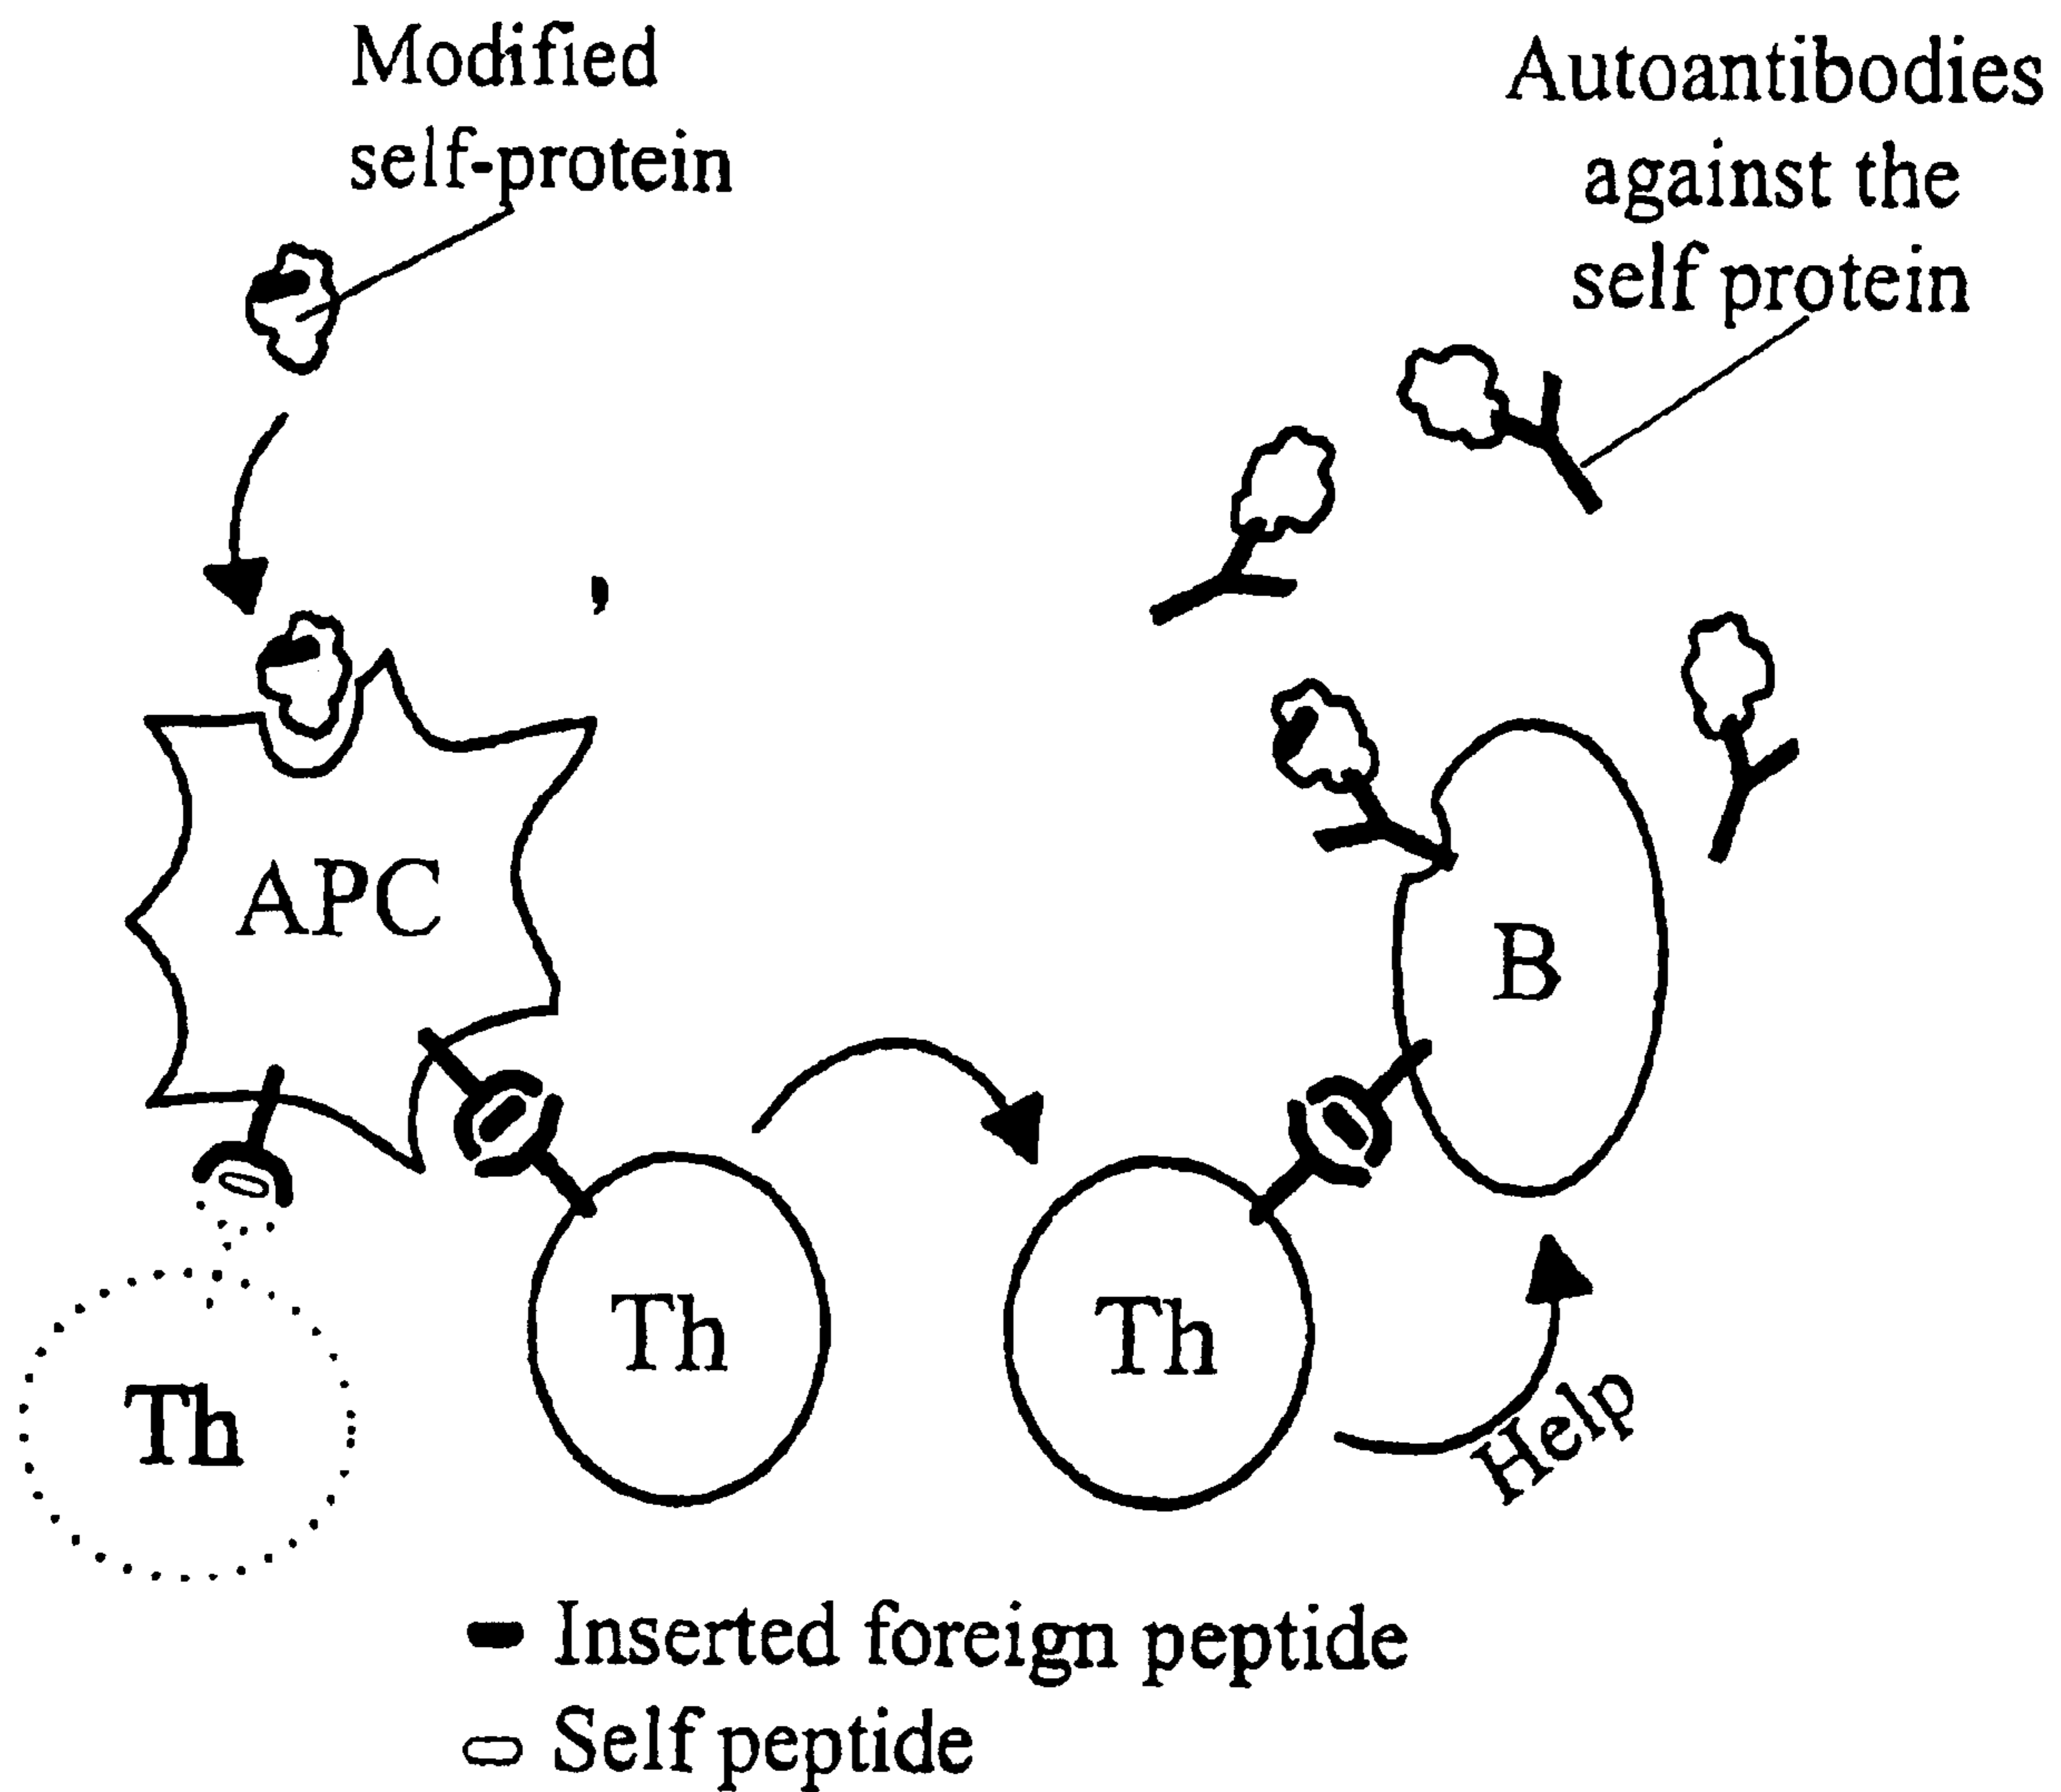 Modified
self-protein
Autoantibodies
against the
self protein
APC
B
Th
Th
Th
Help
Inserted foreign peptide
Self peptide